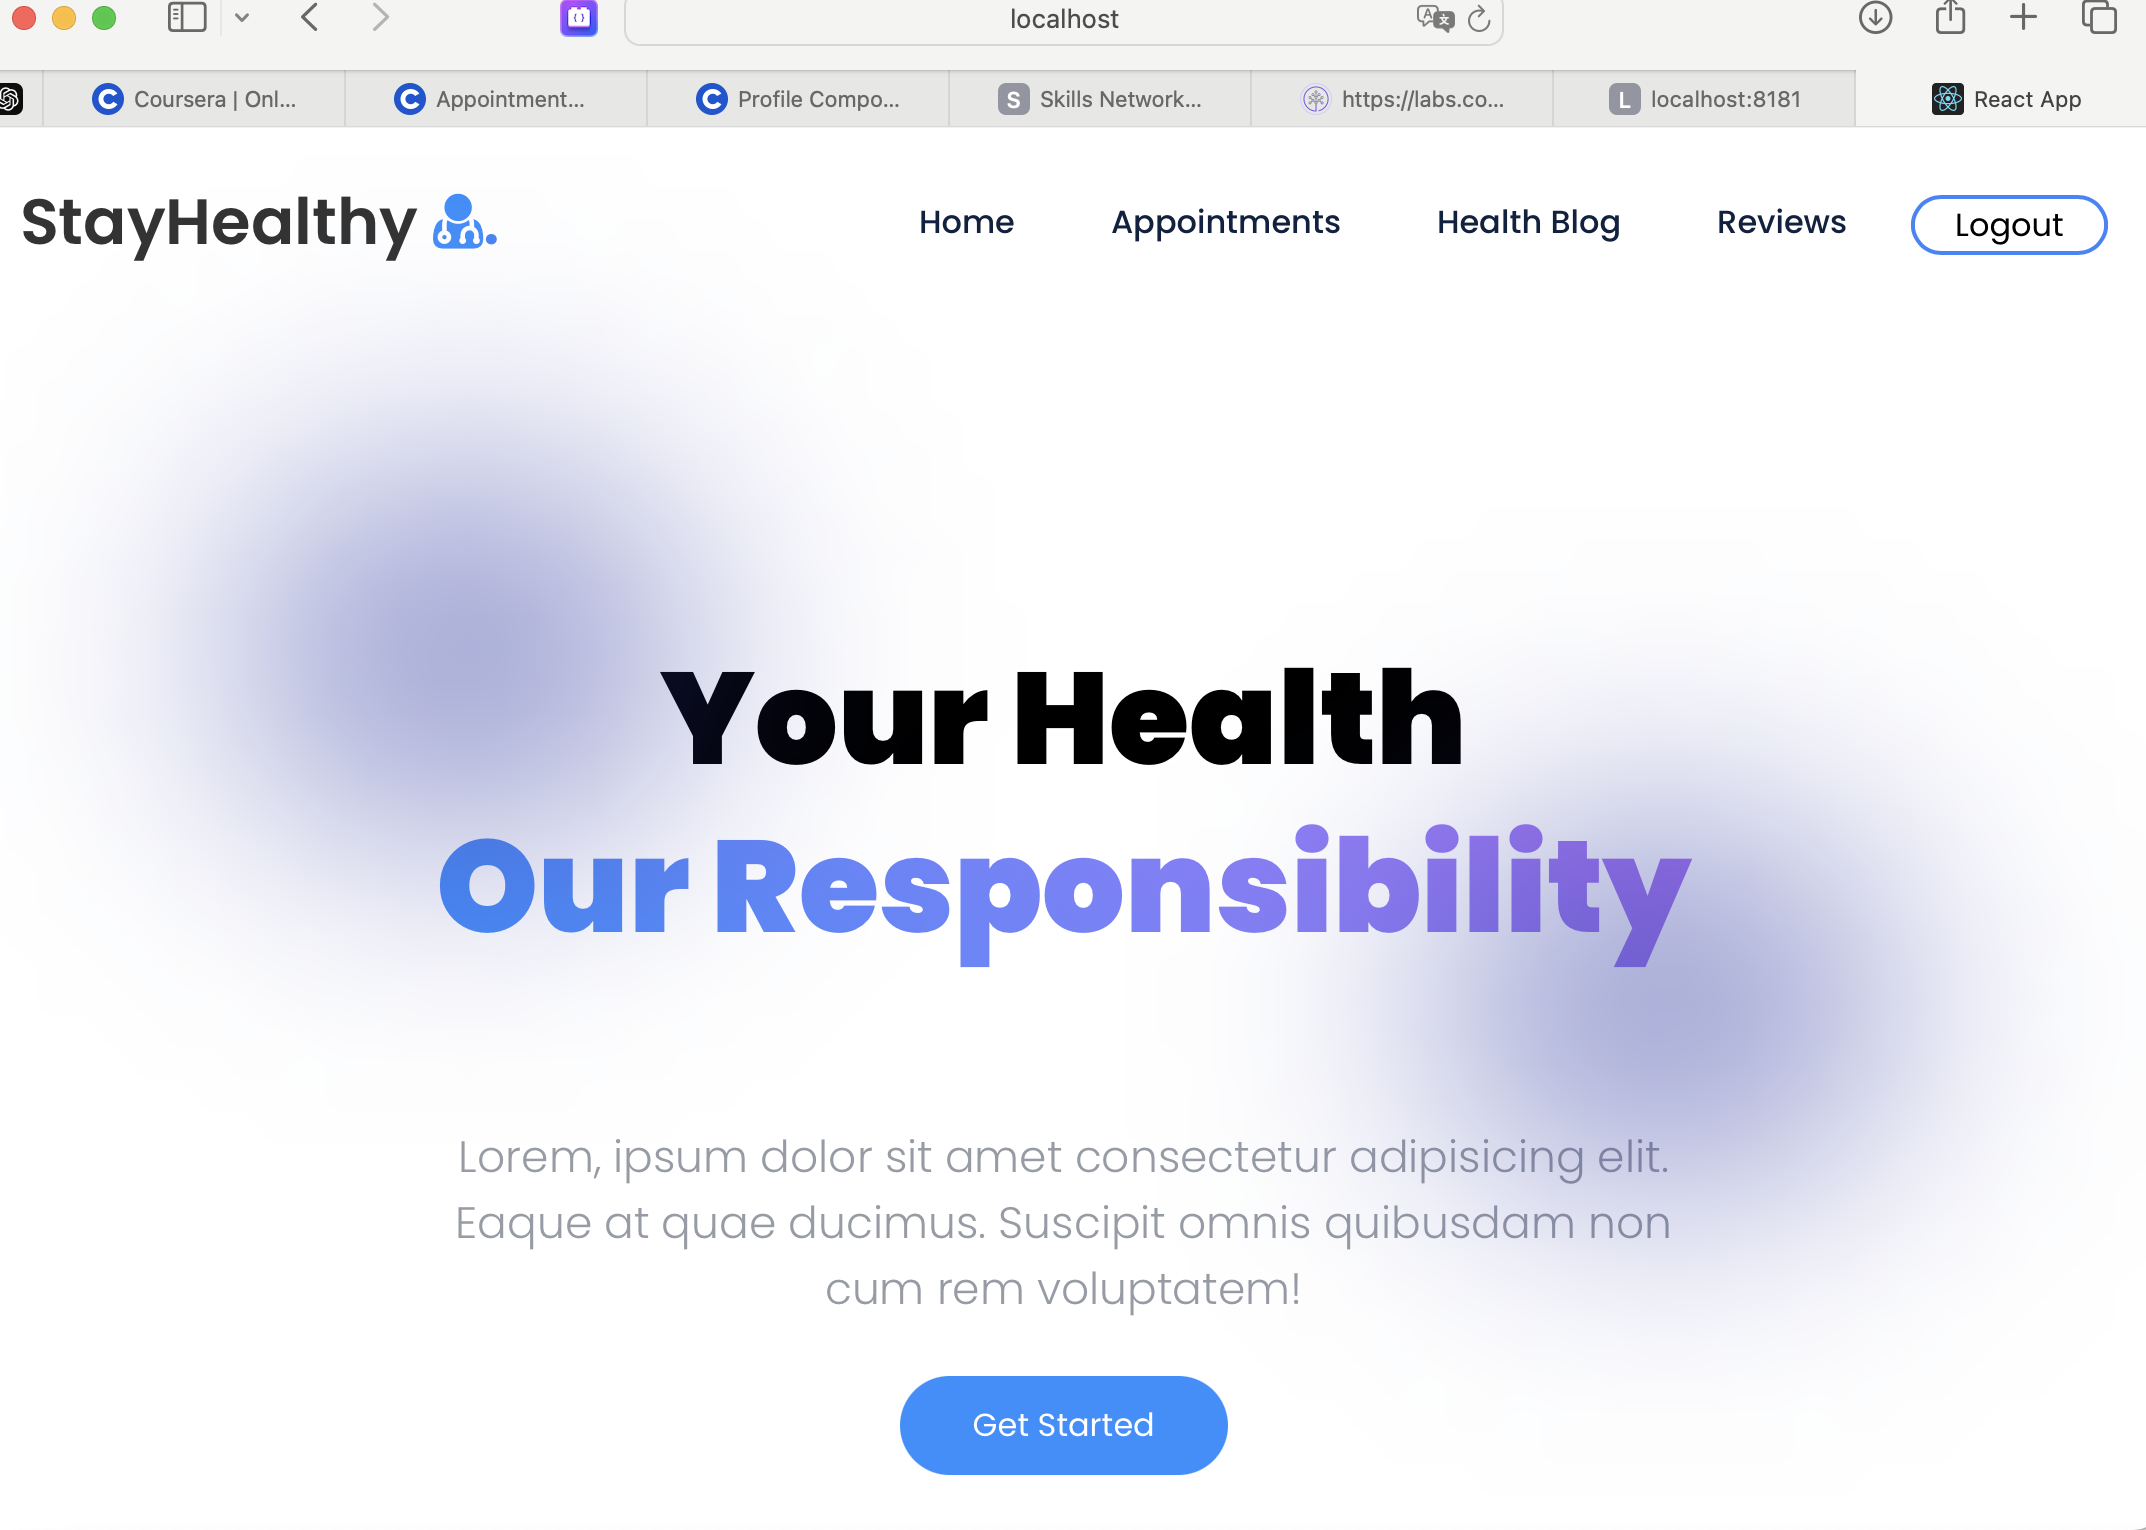 localhost
Coursera | Onl...
Appointment...
Profile Compo...
S Skills Network...
https://labs.co...
L localhost:8181
React App
StayHealthy
Home
Appointments
Health Blog
Reviews
Logout
Your Health
Our Responsibility
Lorem, ipsum dolor sit amet consectetur adipisicing elit.
Eaque at quae ducimus. Suscipit omnis quibusdam non
cum rem voluptatem!
Get Started